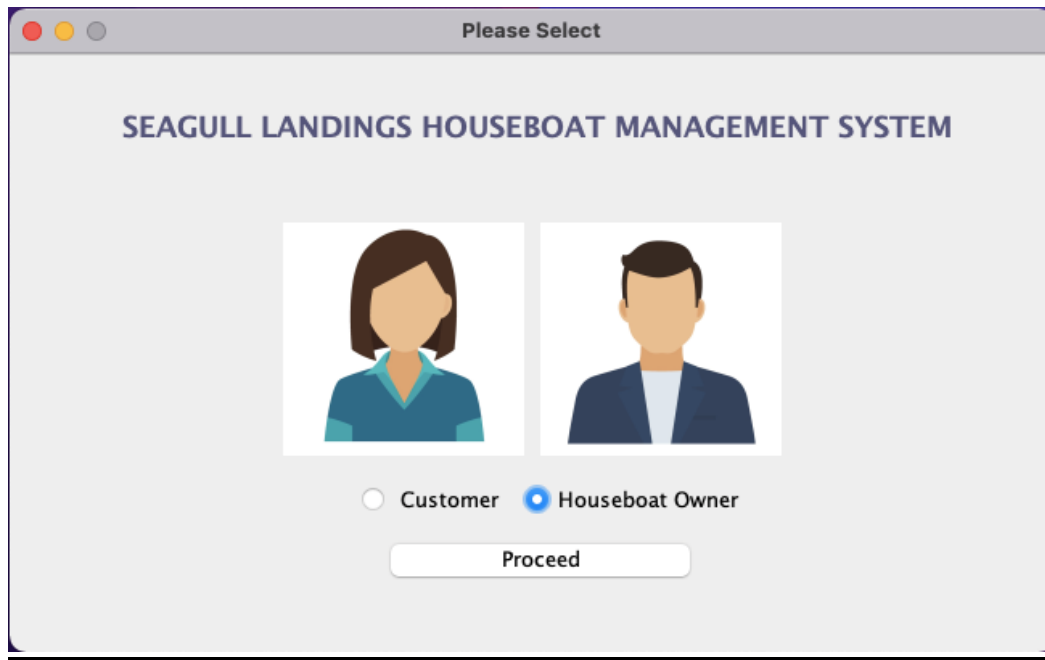 Please Select
SEAGULL LANDINGS HOUSEBOAT MANAGEMENT SYSTEM
Customer Houseboat Owner
Proceed